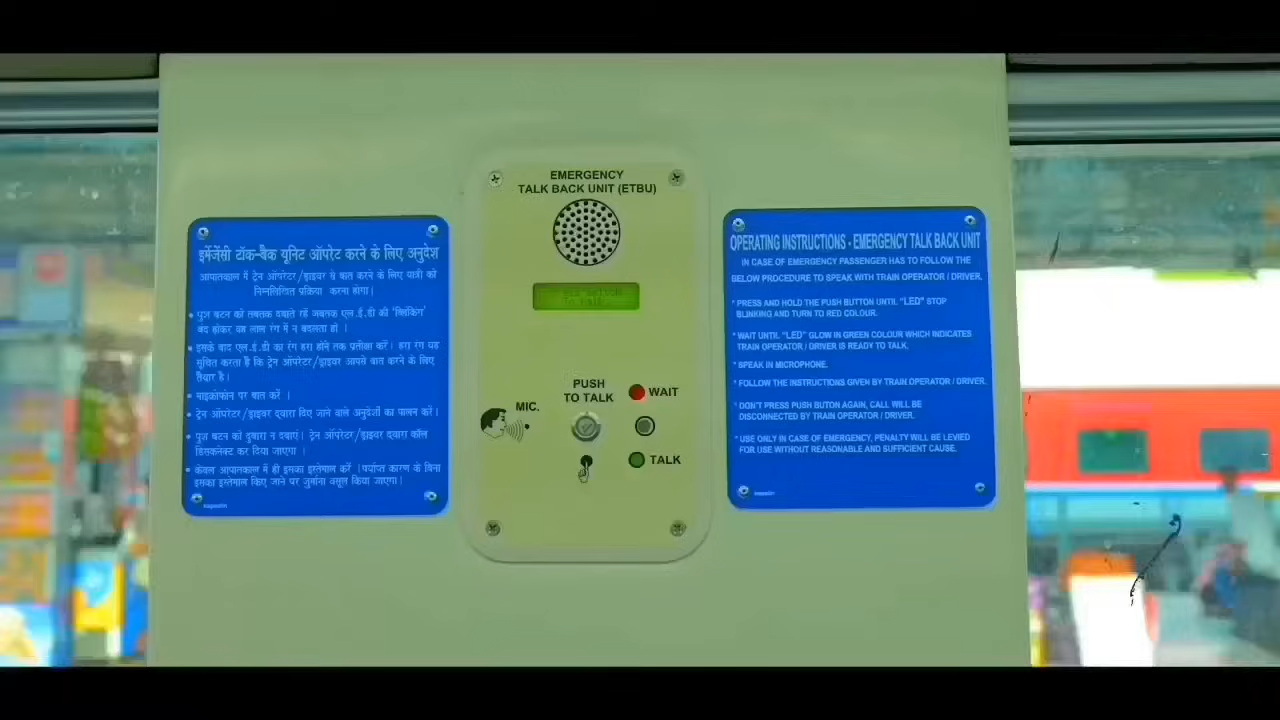 इमेंजेंसी टॉक-बैक यूनिट ऑपरेट करने के लिए अनुदेश
आपातकाल में ट्रेन ऑपरेटर/ड्राइवर से बात करने के लिए यात्री को
निम्नलिखित प्रक्रिया करना होगा।
• पुश बटन को तबतक दबाते रहें जबतक एल.ई.डी की 'ब्लिंकिंग'
बंद होकर वह लाल रंग में न बदलता हो ।
• इसके बाद एल.ई.डी का रंग हरा होने तक प्रतीक्षा करें। हरा रंग यह
सूचित करता है कि ट्रेन ऑपरेटर/ड्राइवर आपसे बात करने के लिए
तैयार है।
• माइक्रोफोन पर बात करें ।
• ट्रेन ऑपरेटर/ड्राइवर द्वारा दिए जाने वाले अनुदेशों का पालन करें।
• पुश बटन को दुबारा न दबाएं। ट्रेन ऑपरेटर/ड्राइवर द्वारा कॉल
डिसकनेक्ट कर दिया जाएगा ।
• केवल आपातकाल में ही इसका इस्तेमाल करें ।पर्याप्त कारण के बिना
इसका इस्तेमाल किए जाने पर जुर्माना वसूल किया जाएगा।
EMERGENCY
TALK BACK UNIT (ETBU)
PUSH
TO TALK
WAIT
MIC.
TALK
OPERATING INSTRUCTIONS - EMERGENCY TALK BACK UNIT
IN CASE OF EMERGENCY PASSENGER HAS TO FOLLOW THE
BELOW PROCEDURE TO SPEAK WITH TRAIN OPERATOR / DRIVER.
* PRESS AND HOLD THE PUSH BUTTON UNTIL "LED" STOP
BLINKING AND TURN TO RED COLOUR.
* WAIT UNTIL "LED" GLOW IN GREEN COLOUR WHICH INDICATES
TRAIN OPERATOR / DRIVER IS READY TO TALK.
* SPEAK IN MICROPHONE.
* FOLLOW THE INSTRUCTIONS GIVEN BY TRAIN OPERATOR / DRIVER.
* DON'T PRESS PUSH BUTON AGAIN, CALL WILL BE
DISCONNECTED BY TRAIN OPERATOR / DRIVER.
* USE ONLY IN CASE OF EMERGENCY, PENALTY WILL BE LEVIED
FOR USE WITHOUT REASONABLE AND SUFFICIENT CAUSE.